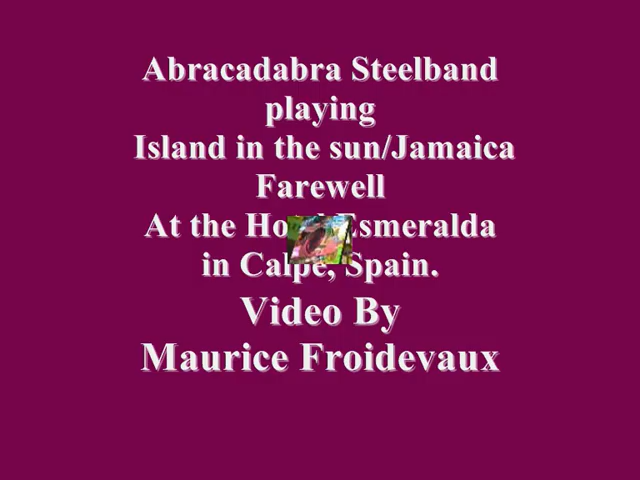 Abracadabra Steelband
playing
Island in the sun/Jamaica
Farewell
At the Esmeralda
in Calpe, Spain.
Video By
Maurice Froidevaux